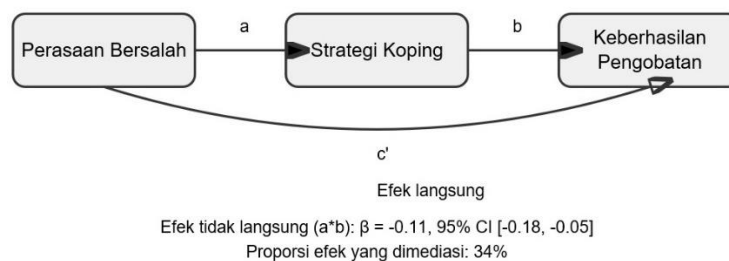 Perasaan Bersalah
a
Strategi Koping
b
Keberhasilan
Pengobatan
c'
Efek langsung
Efek tidak langsung (a*b): β = -0.11, 95% CI [-0.18, -0.05]
Proporsi efek yang dimediasi: 34%